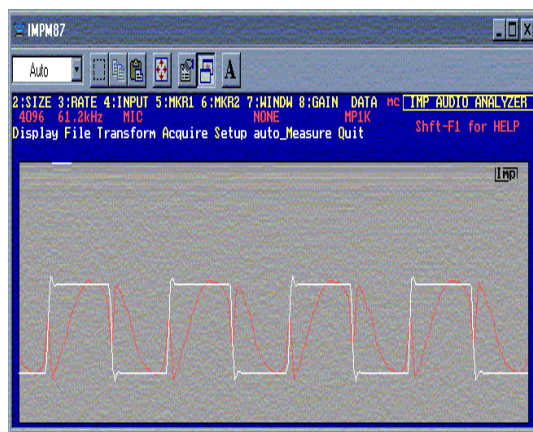 IMPM87
Auto
A
2:SIZE 3:RATE 4:INPUT 5:MKR1 6:MKR2 7:WINDW 8:GAIN DATA MC IMP AUDIO ANALYZER
4096 61.2kHz MIC NONE MP1K Shft-F1 for HELP
Display File Transform Acquire Setup auto_Measure Quit
Imp